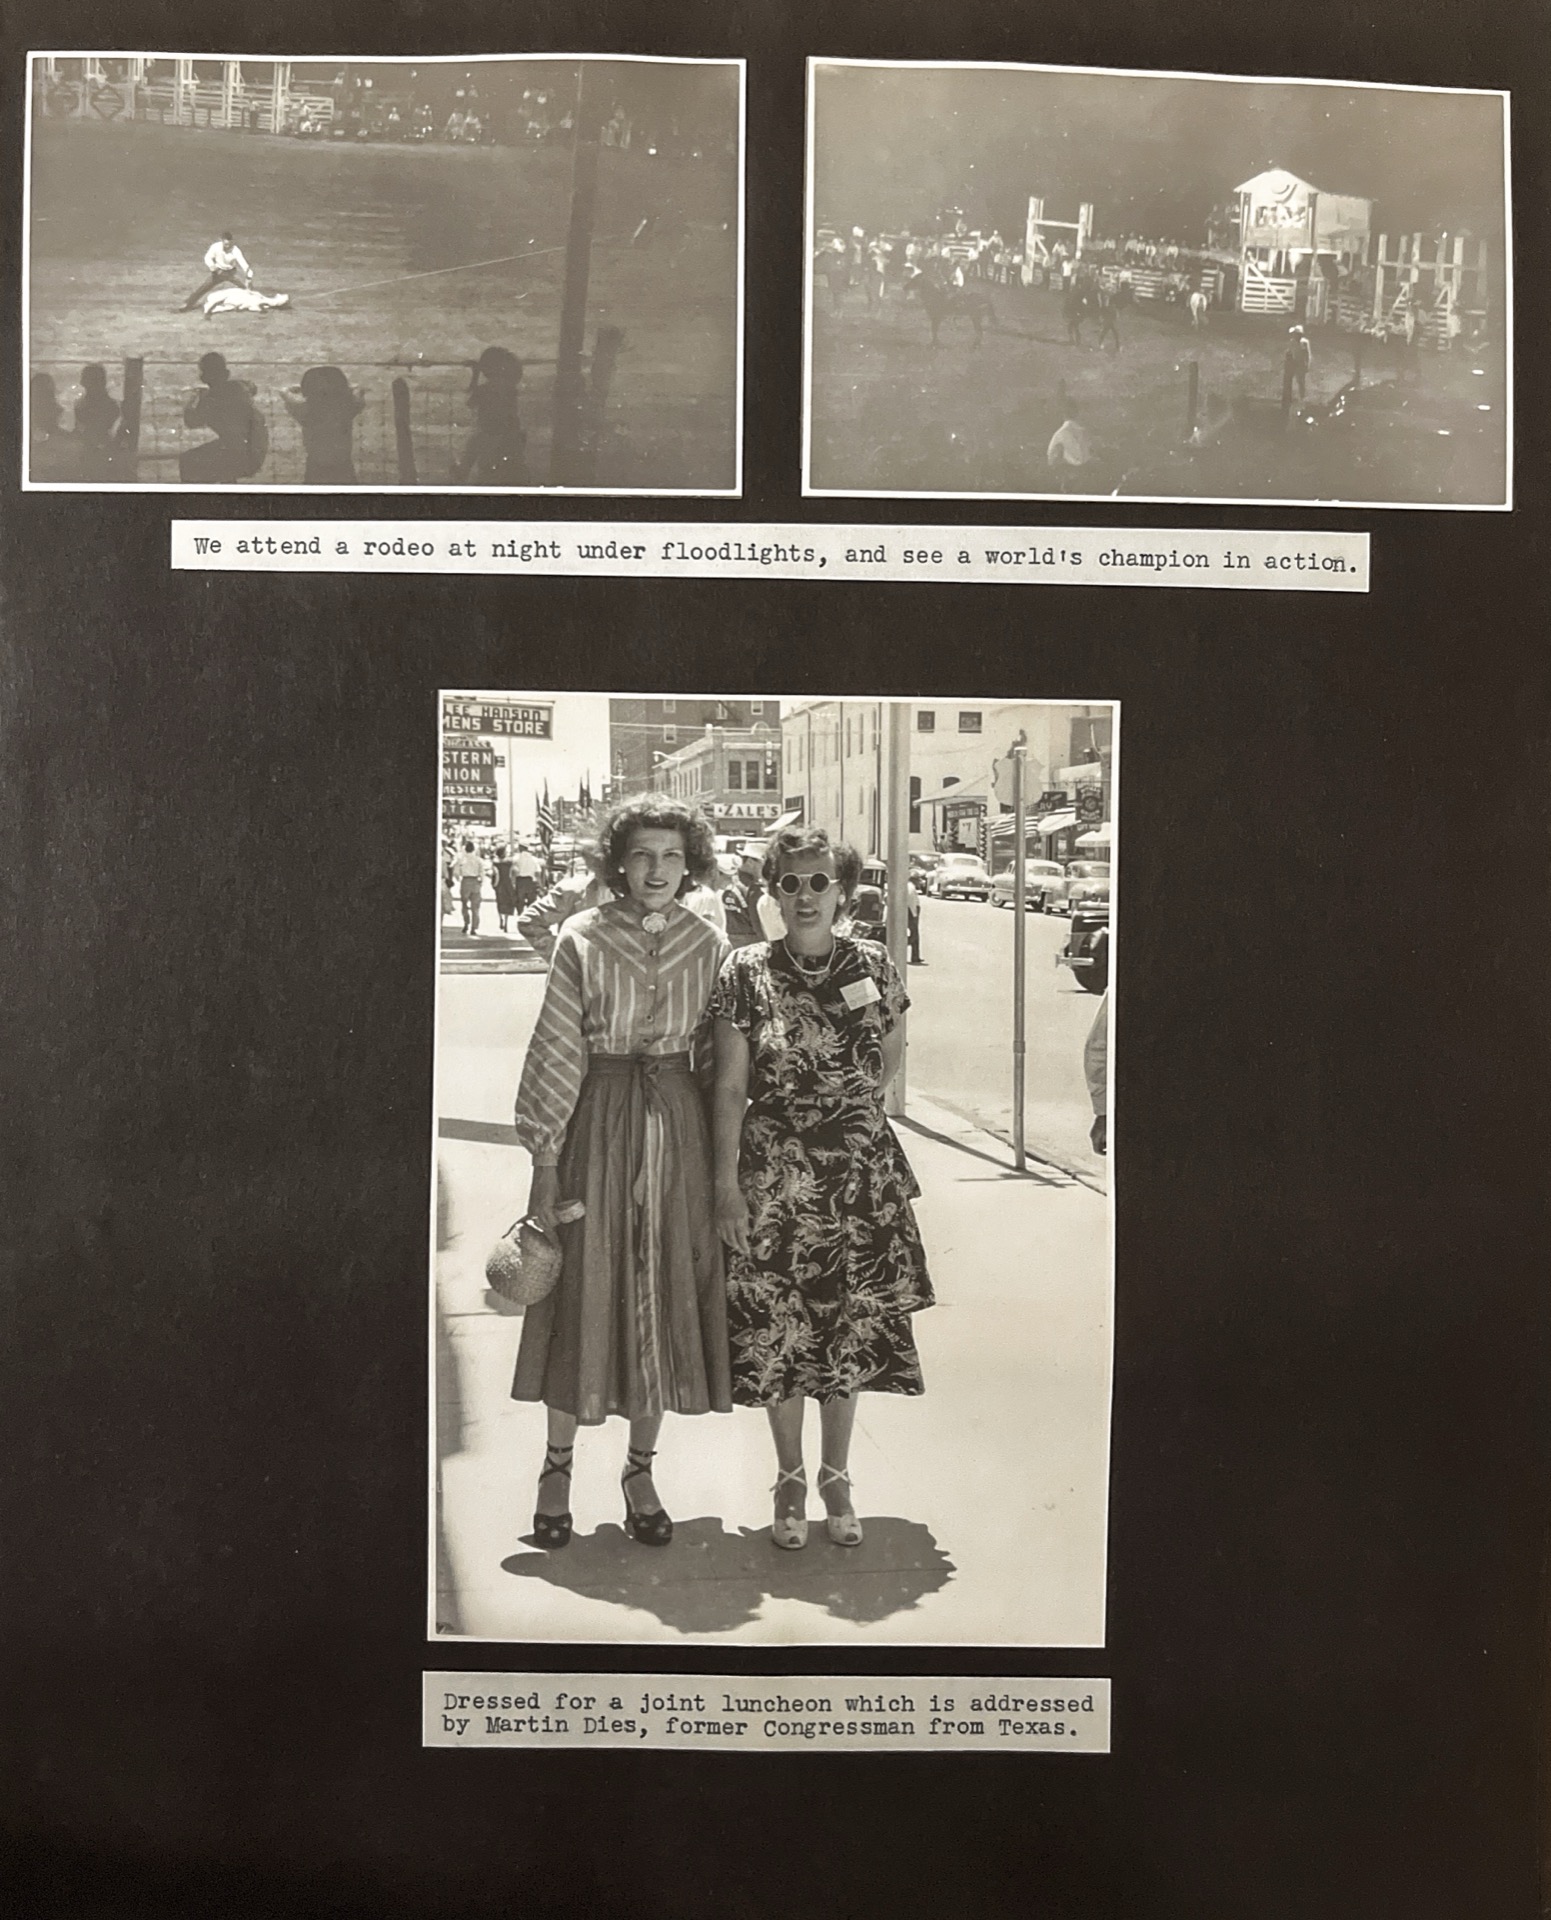 We attend a rodeo at night under floodlights, and see a world's champion in action.
LEE HANSON
MENS STORE
STERN
NION
TEL
ZALE'S
Dressed for a joint luncheon which is addressed
by Martin Dies, former Congressman from Texas.